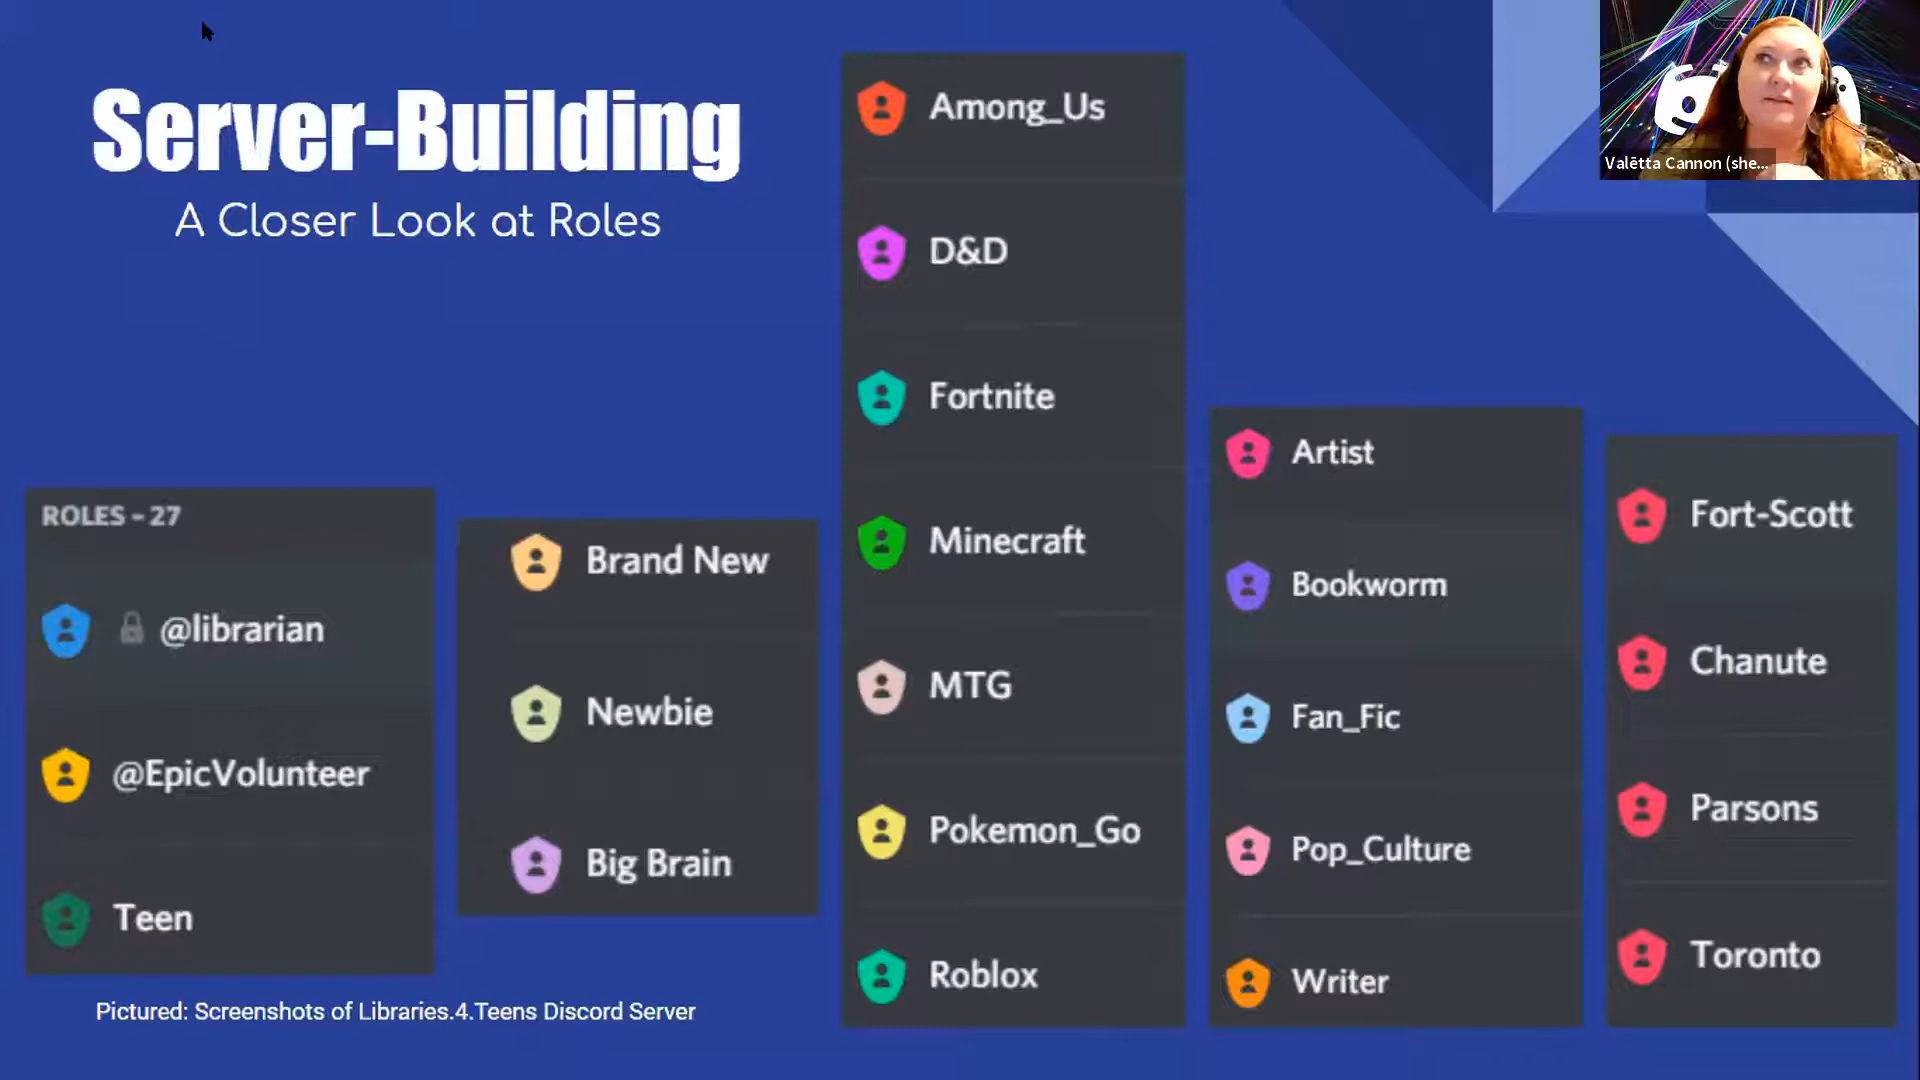 Server-Building
A Closer Look at Roles
ROLES - 27
@librarian
@EpicVolunteer
Teen
Brand New
Newbie
Big Brain
Among_Us
D&D
Fortnite
Minecraft
MTG
Pokemon_Go
Roblox
Artist
Bookworm
Fan_Fic
Pop_Culture
Writer
Fort-Scott
Chanute
Parsons
Toronto
Pictured: Screenshots of Libraries.4.Teens Discord Server
Valētta Cannon (she...